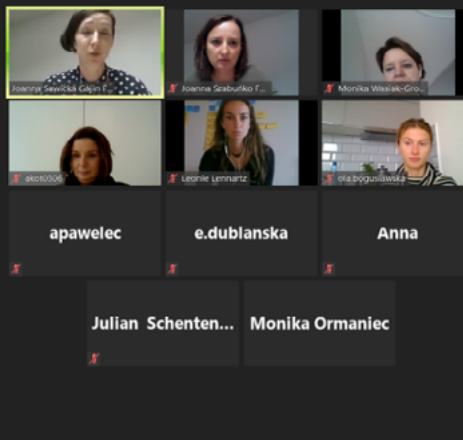 Joanna Sawicka Gajin F...
Joanna Szabuńko F...
Monika Wasiak-Gro...
akot0306
Leonie Lennartz
ola.boguslawska
apawelec
e.dublanska
Anna
Julian Schenten...
Monika Ormaniec